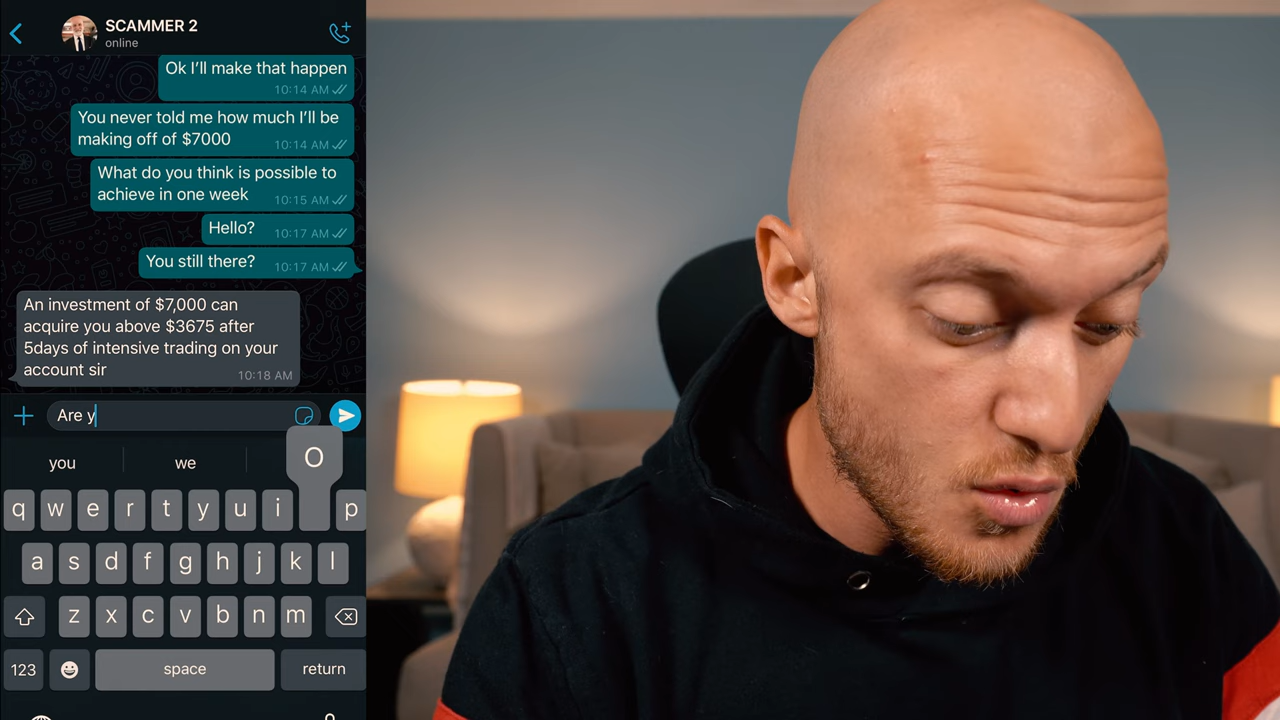 SCAMMER 2
online
Ok I'll make that happen
10:14 AM
You never told me how much I'll be
making off of $7000
10:14 AM
What do you think is possible to
achieve in one week
10:15 AM
Hello?
10:17 AM
You still there?
10:17 AM
An investment of $7,000 can
acquire you above $3675 after
5days of intensive trading on your
account sir
10:18 AM
Are y
you we
O
q w e r t y u i p
a s d f g h j k l
z x c v b n m
123 space return